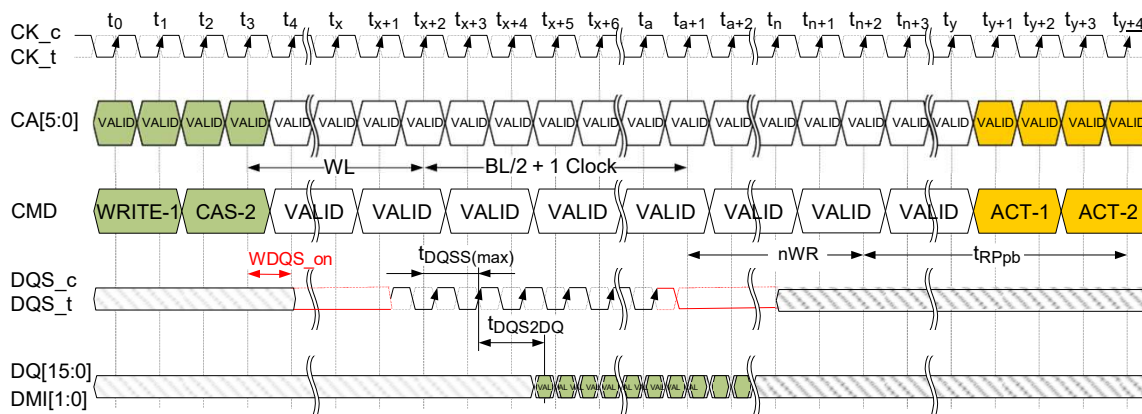 t0 t1 t2 t3 t4 tx tx+1 tx+2 tx+3 tx+4 tx+5 tx+6 ta ta+1 ta+2 tn tn+1 tn+2 tn+3 ty ty+1 ty+2 ty+3 ty+4
CK_c
CK_t
CA[5:0] VALID VALID VALID VALID VALID VALID VALID VALID VALID VALID VALID VALID VALID VALID VALID VALID VALID VALID VALID VALID VALID VALID VALID VALID
WL BL/2 + 1 Clock
CMD WRITE-1 CAS-2 VALID VALID VALID VALID VALID VALID VALID VALID ACT-1 ACT-2
WDQS_on tDQSS(max) nWR tRPpb
DQS_c
DQS_t
tDQS2DQ
DQ[15:0]
DMI[1:0]